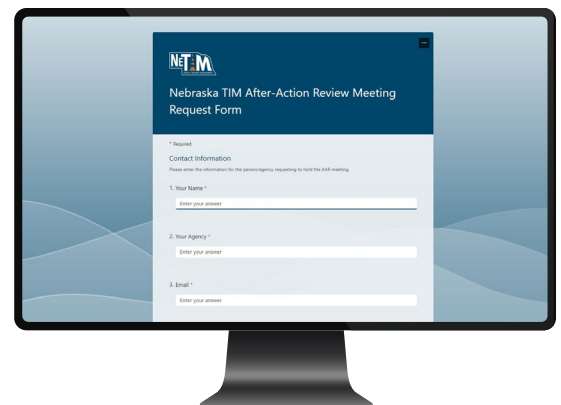 NETIM
Nebraska TIM After-Action Review Meeting
Request Form
* Required
Contact Information
Please enter the information for the person/agency requesting to hold the AAR meeting.
1. Your Name *
Enter your answer
2. Your Agency *
Enter your answer
3. Email *
Enter your answer